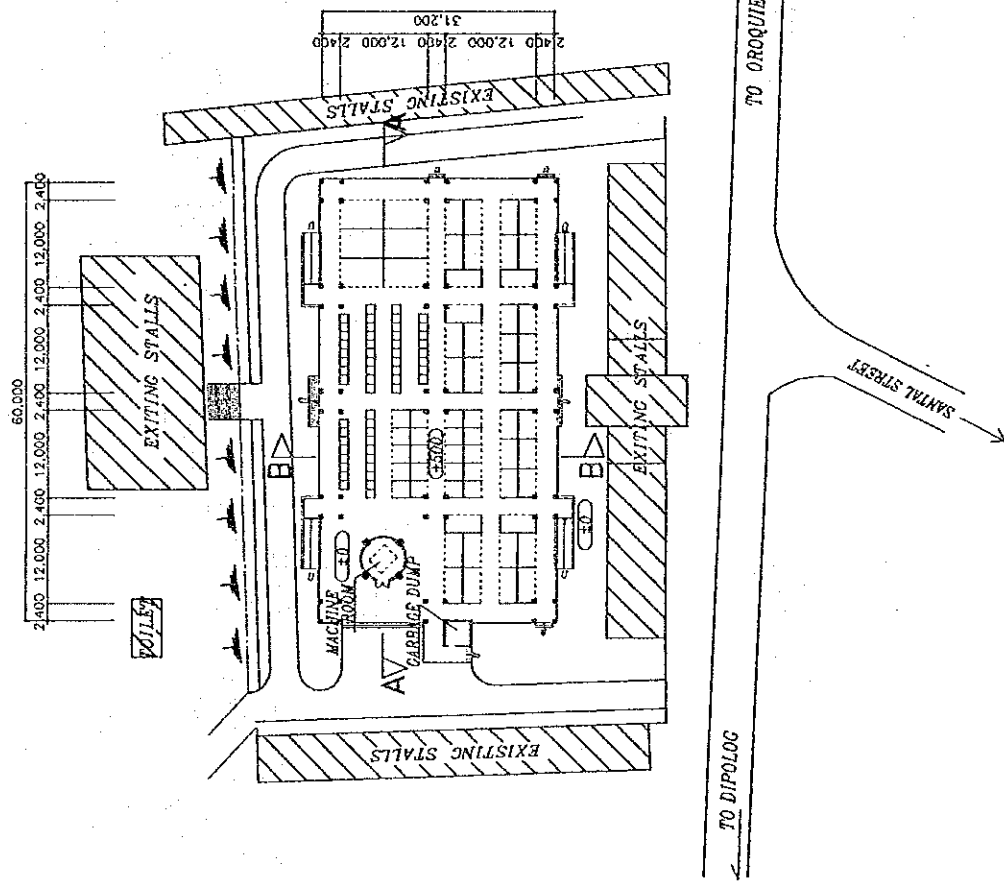 31,200
2,400 12,000 2,400 12,000 2,400
EXISTING STALLS
60,000
2,400 12,000 2,400 12,000 2,400 12,000 2,400 12,000 2,400
EXITING STALLS
TOILET
A
B
±0
+500
MACHINE
ROOM
GARBAGE DUMP
A
B
±0
EXITING STALLS
EXISTING STALLS
TO OROQUIE
SANTAL STREET
TO DIPOLOG